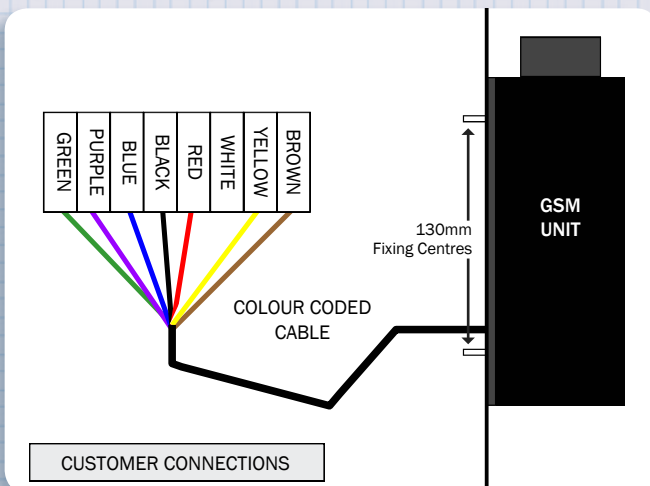 GREEN
PURPLE
BLUE
BLACK
RED
WHITE
YELLOW
BROWN
GSM
UNIT
130mm
Fixing Centres
COLOUR CODED
CABLE
CUSTOMER CONNECTIONS